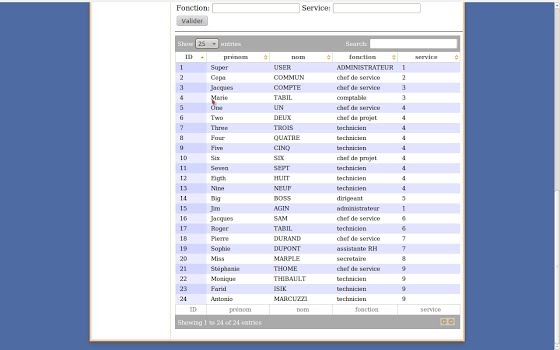 Fonction: Service:
Valider
Show 25 entries Search:
ID prénom nom fonction service
1 Super USER ADMINISTRATEUR 1
2 Copa COMMUN chef de service 2
3 Jacques COMPTE chef de service 3
4 Marie TABIL comptable 3
5 One UN chef de service 4
6 Two DEUX chef de projet 4
7 Three TROIS technicien 4
8 Four QUATRE technicien 4
9 Five CINQ technicien 4
10 Six SIX chef de projet 4
11 Seven SEPT technicien 4
12 Eigth HUIT technicien 4
13 Nine NEUF technicien 4
14 Big BOSS dirigeant 5
15 Jim AGIN administrateur 1
16 Jacques SAM chef de service 6
17 Roger TABIL technicien 6
18 Pierre DURAND chef de service 7
19 Sophie DUPONT assistante RH 7
20 Miss MARPLE secretaire 8
21 Stéphanie THOME chef de service 9
22 Monique THIBAULT technicien 9
23 Farid ISIK technicien 9
24 Antonio MARCUZZI technicien 9
ID prénom nom fonction service
Showing 1 to 24 of 24 entries